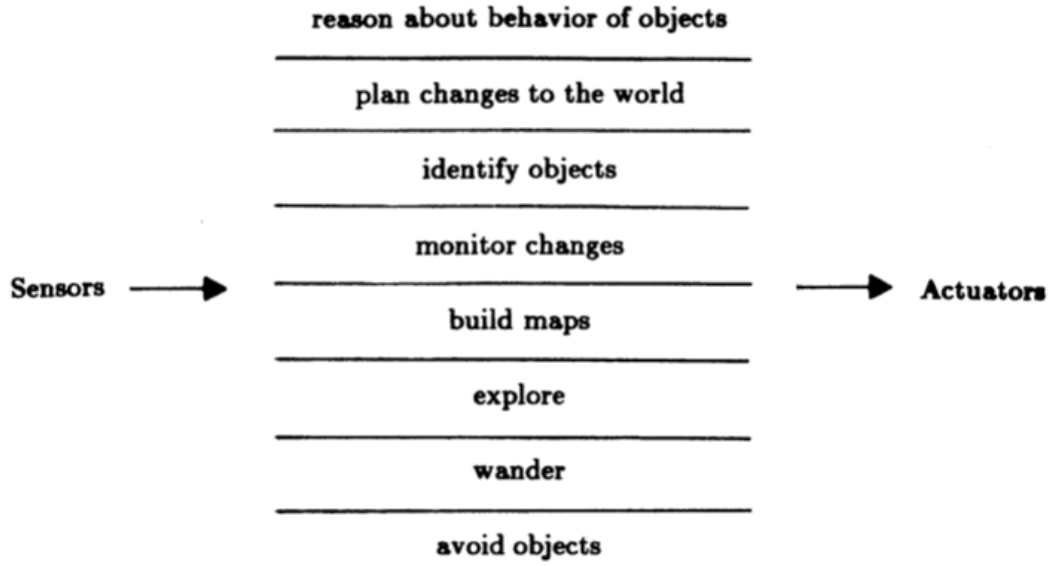 reason about behavior of objects
plan changes to the world
identify objects
monitor changes
Sensors
Actuators
build maps
explore
wander
avoid objects